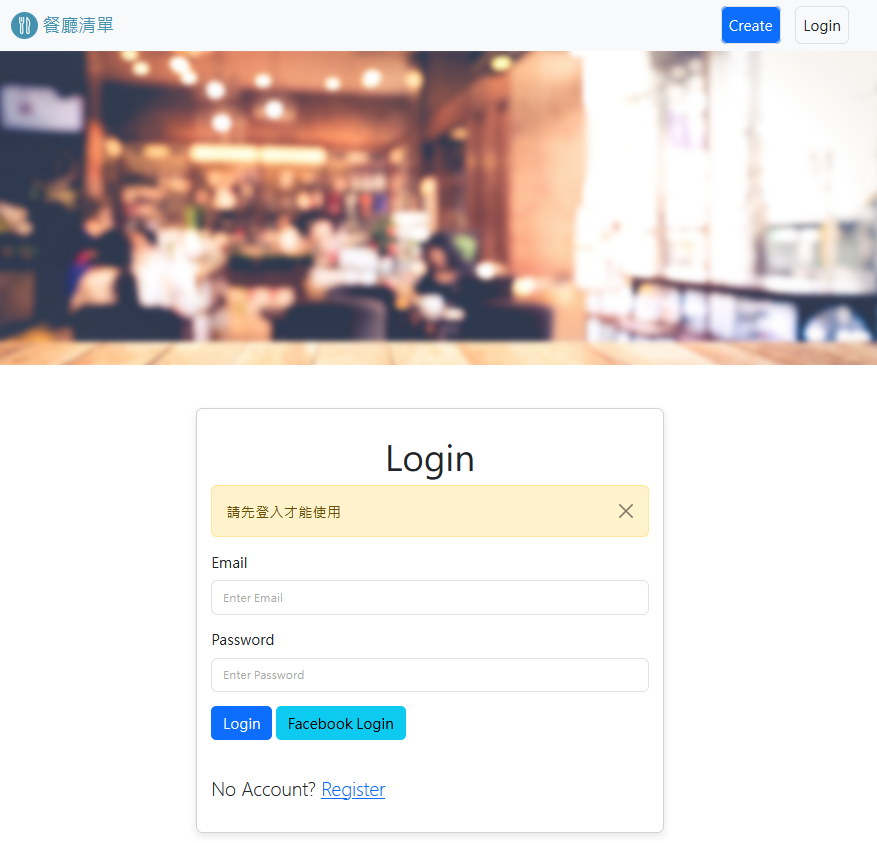 餐廳清單
Create
Login
Login
請先登入才能使用
Email
Enter Email
Password
Enter Password
Login
Facebook Login
No Account? Register